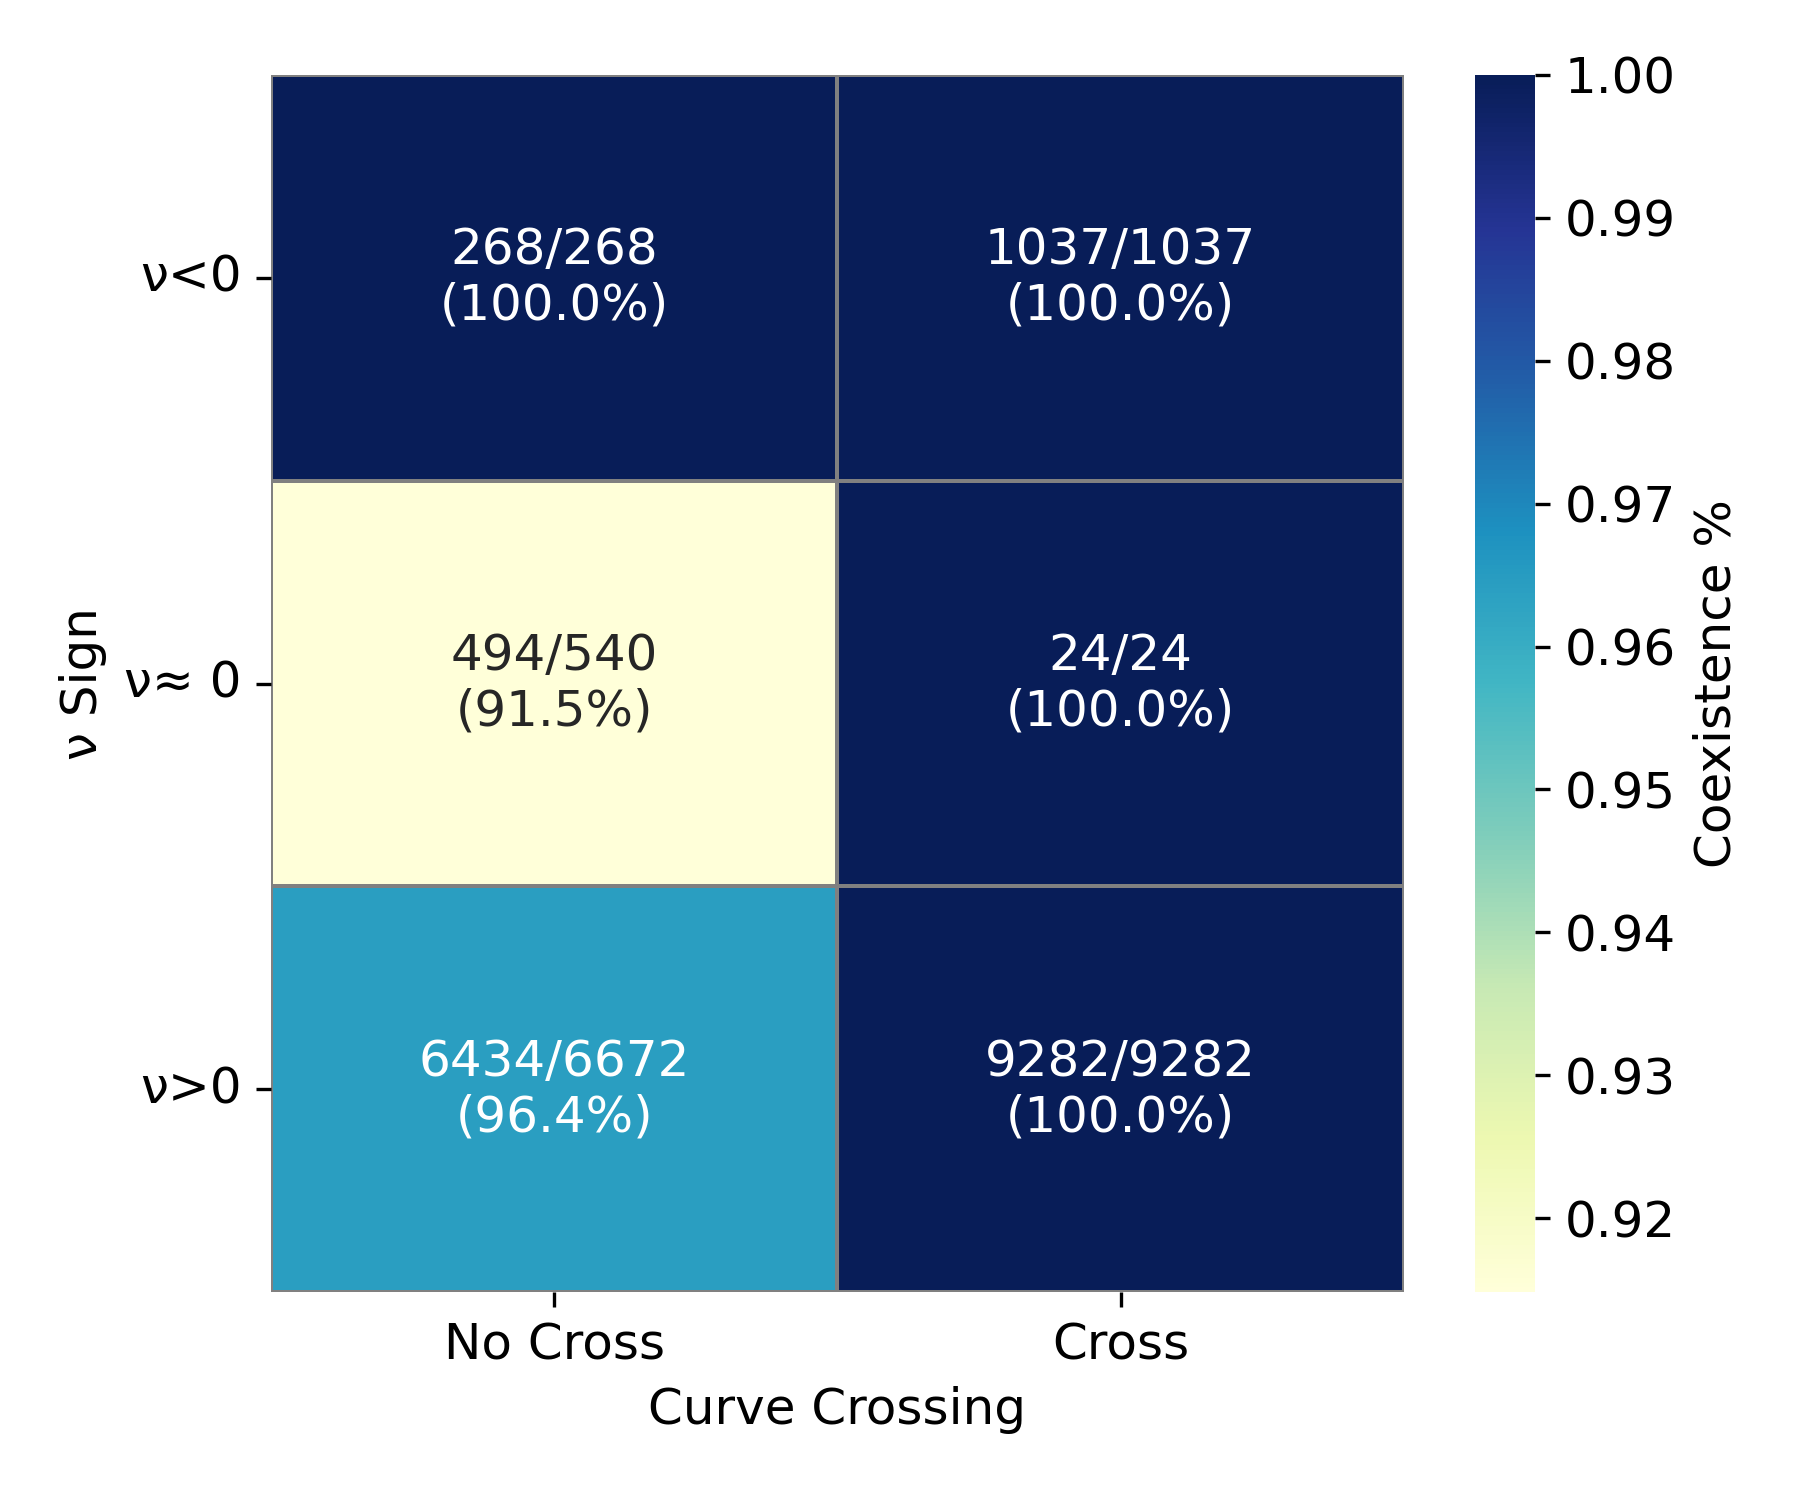 268/268
(100.0%)
1037/1037
(100.0%)
494/540
(91.5%)
24/24
(100.0%)
6434/6672
(96.4%)
9282/9282
(100.0%)
ν<0
ν≈ 0
ν>0
ν Sign
No Cross
Cross
Curve Crossing
1.00
0.99
0.98
0.97
0.96
0.95
0.94
0.93
0.92
Coexistence %